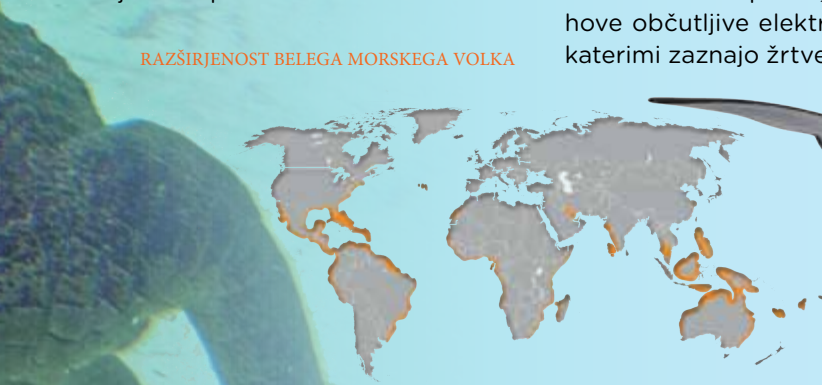 RAZŠIRJENOST BELEGA MORSKEGA VOLKA
hove občutljive elektr
katerimi zaznajo žrtve